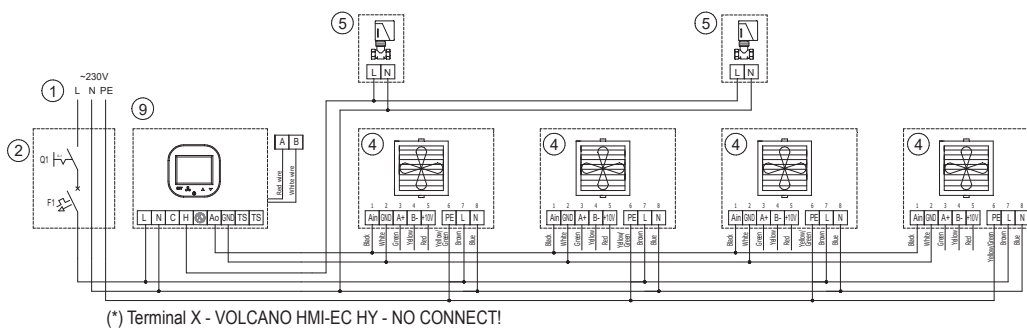 5
5
L N
L N
~230V
1
L N PE
9
2
Q1
F1
A B
Red wire
White wire
L N C H Ao GND TS TS
4
1 2 3 4 5 6 7 8
Ain GND A+ B- +10V PE L N
Black White Green Yellow Red Yellow/Green Brown Blue
4
1 2 3 4 5 6 7 8
Ain GND A+ B- +10V PE L N
Black White Green Yellow Red Yellow/Green Brown Blue
4
1 2 3 4 5 6 7 8
Ain GND A+ B- +10V PE L N
Black White Green Yellow Red Yellow/Green Brown Blue
4
1 2 3 4 5 6 7 8
Ain GND A+ B- +10V PE L N
Black White Green Yellow Red Yellow/Green Brown Blue
(*) Terminal X - VOLCANO HMI-EC HY - NO CONNECT!